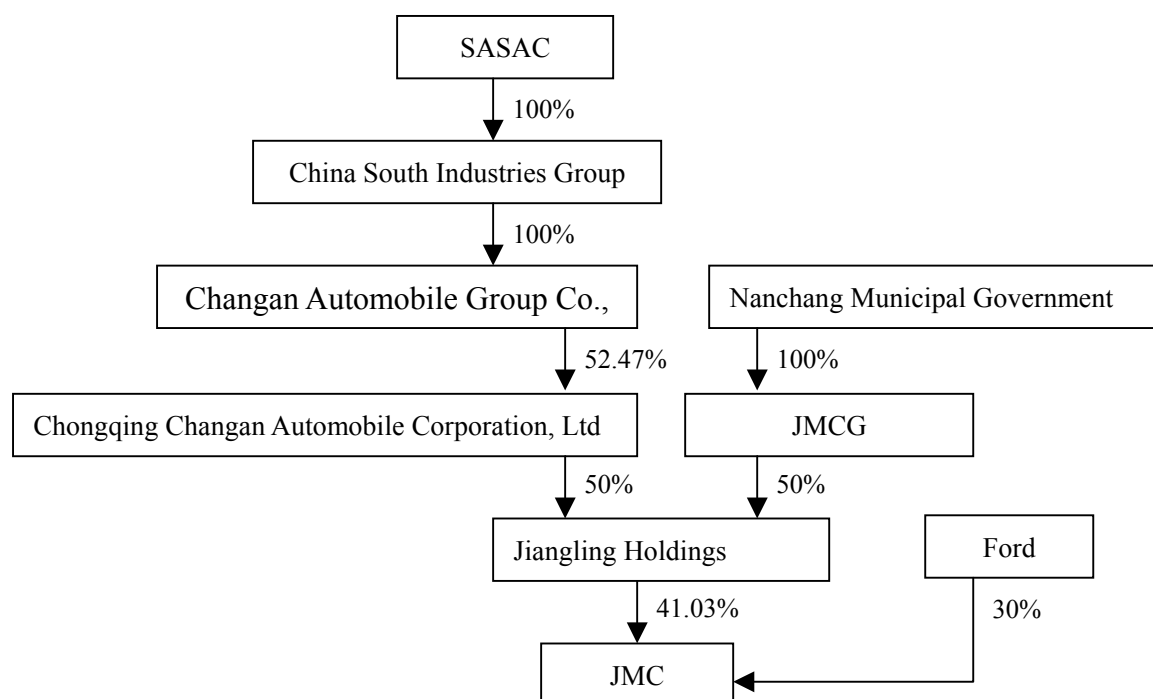 SASAC
100%
China South Industries Group
100%
Changan Automobile Group Co.,
Nanchang Municipal Government
52.47%
100%
Chongqing Changan Automobile Corporation, Ltd
JMCG
50%
50%
Jiangling Holdings
Ford
41.03%
30%
JMC